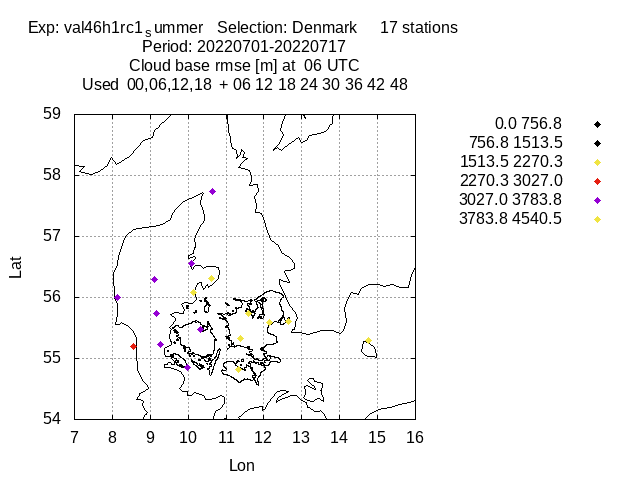 Exp: val46h1rc1summer Selection: Denmark 17 stations
Period: 20220701-20220717
Cloud base rmse [m] at 06 UTC
Used 00,06,12,18 + 06 12 18 24 30 36 42 48
0.0 756.8
756.8 1513.5
1513.5 2270.3
2270.3 3027.0
3027.0 3783.8
3783.8 4540.5
59
58
57
56
55
54
Lat
7 8 9 10 11 12 13 14 15 16
Lon